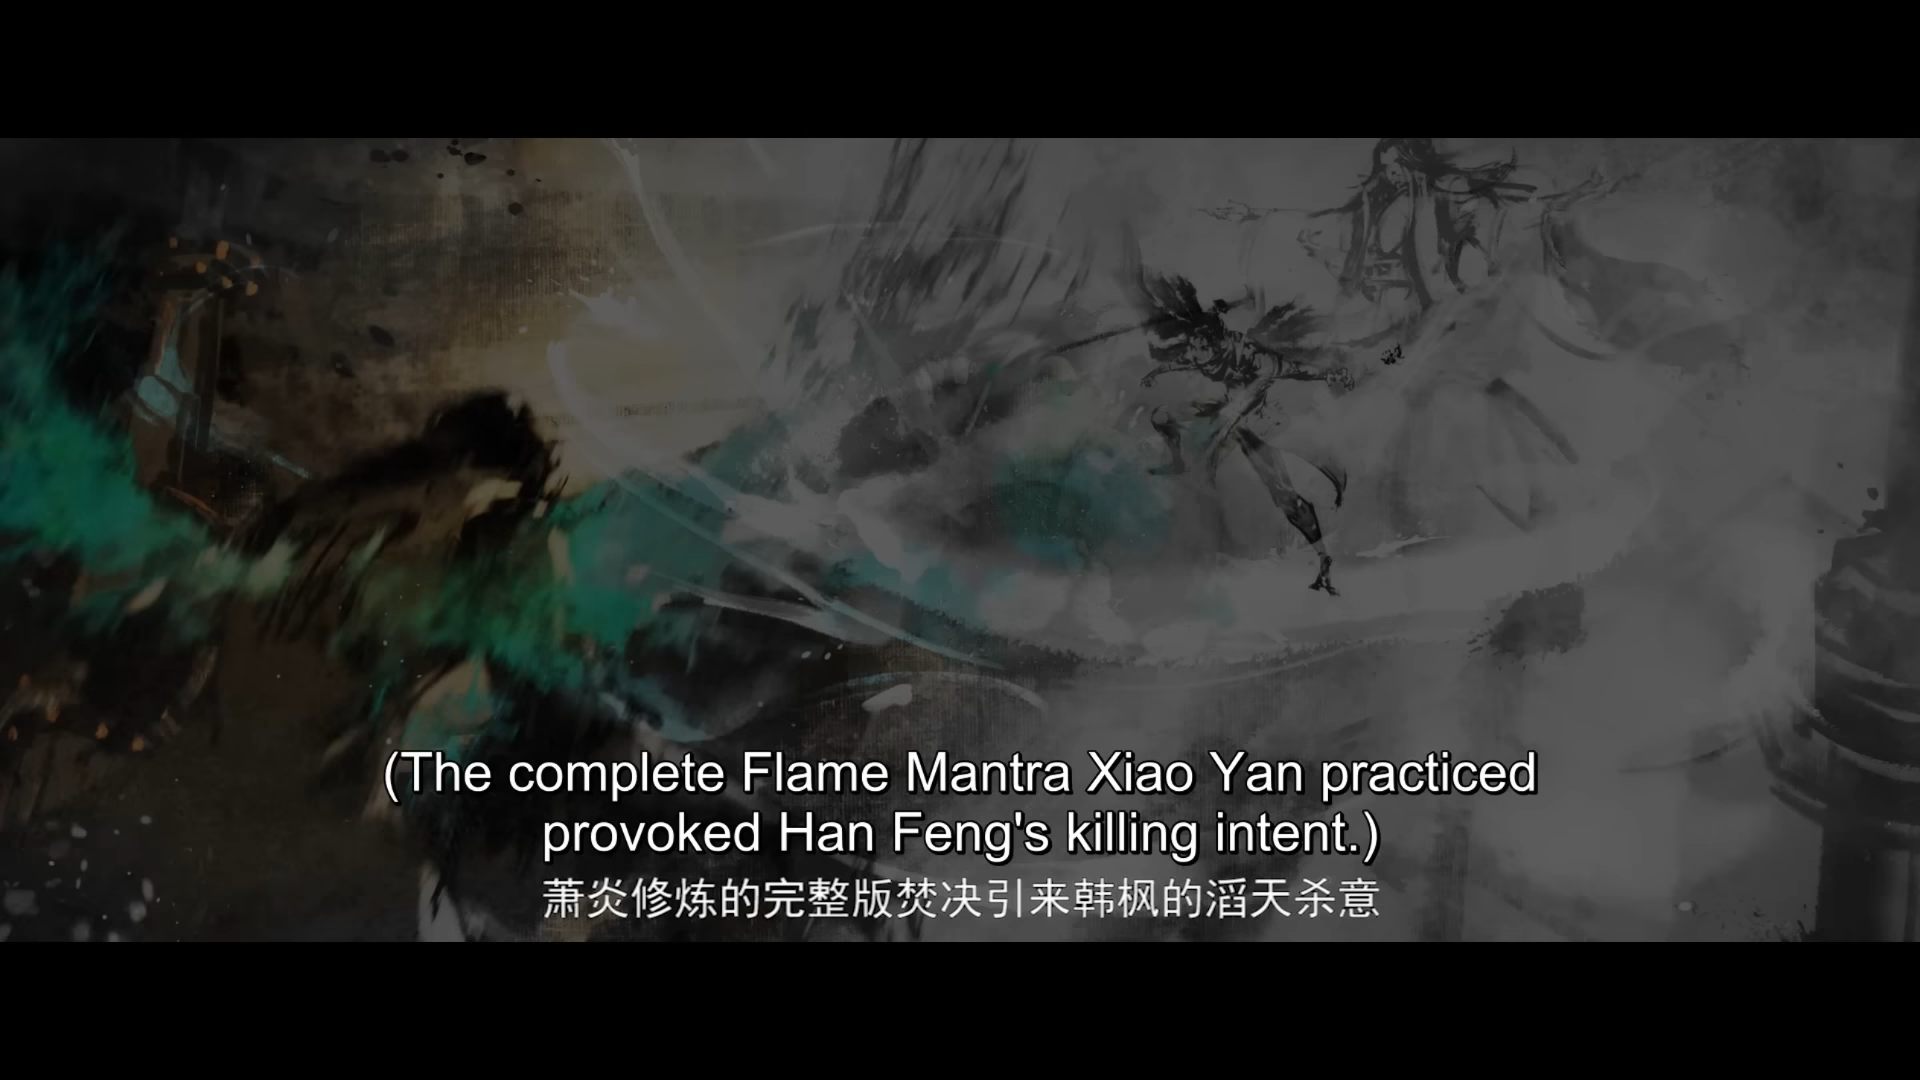 (The complete Flame Mantra Xiao Yan practiced
provoked Han Feng's killing intent.)
萧炎修炼的完整版焚决引来韩枫的滔天杀意